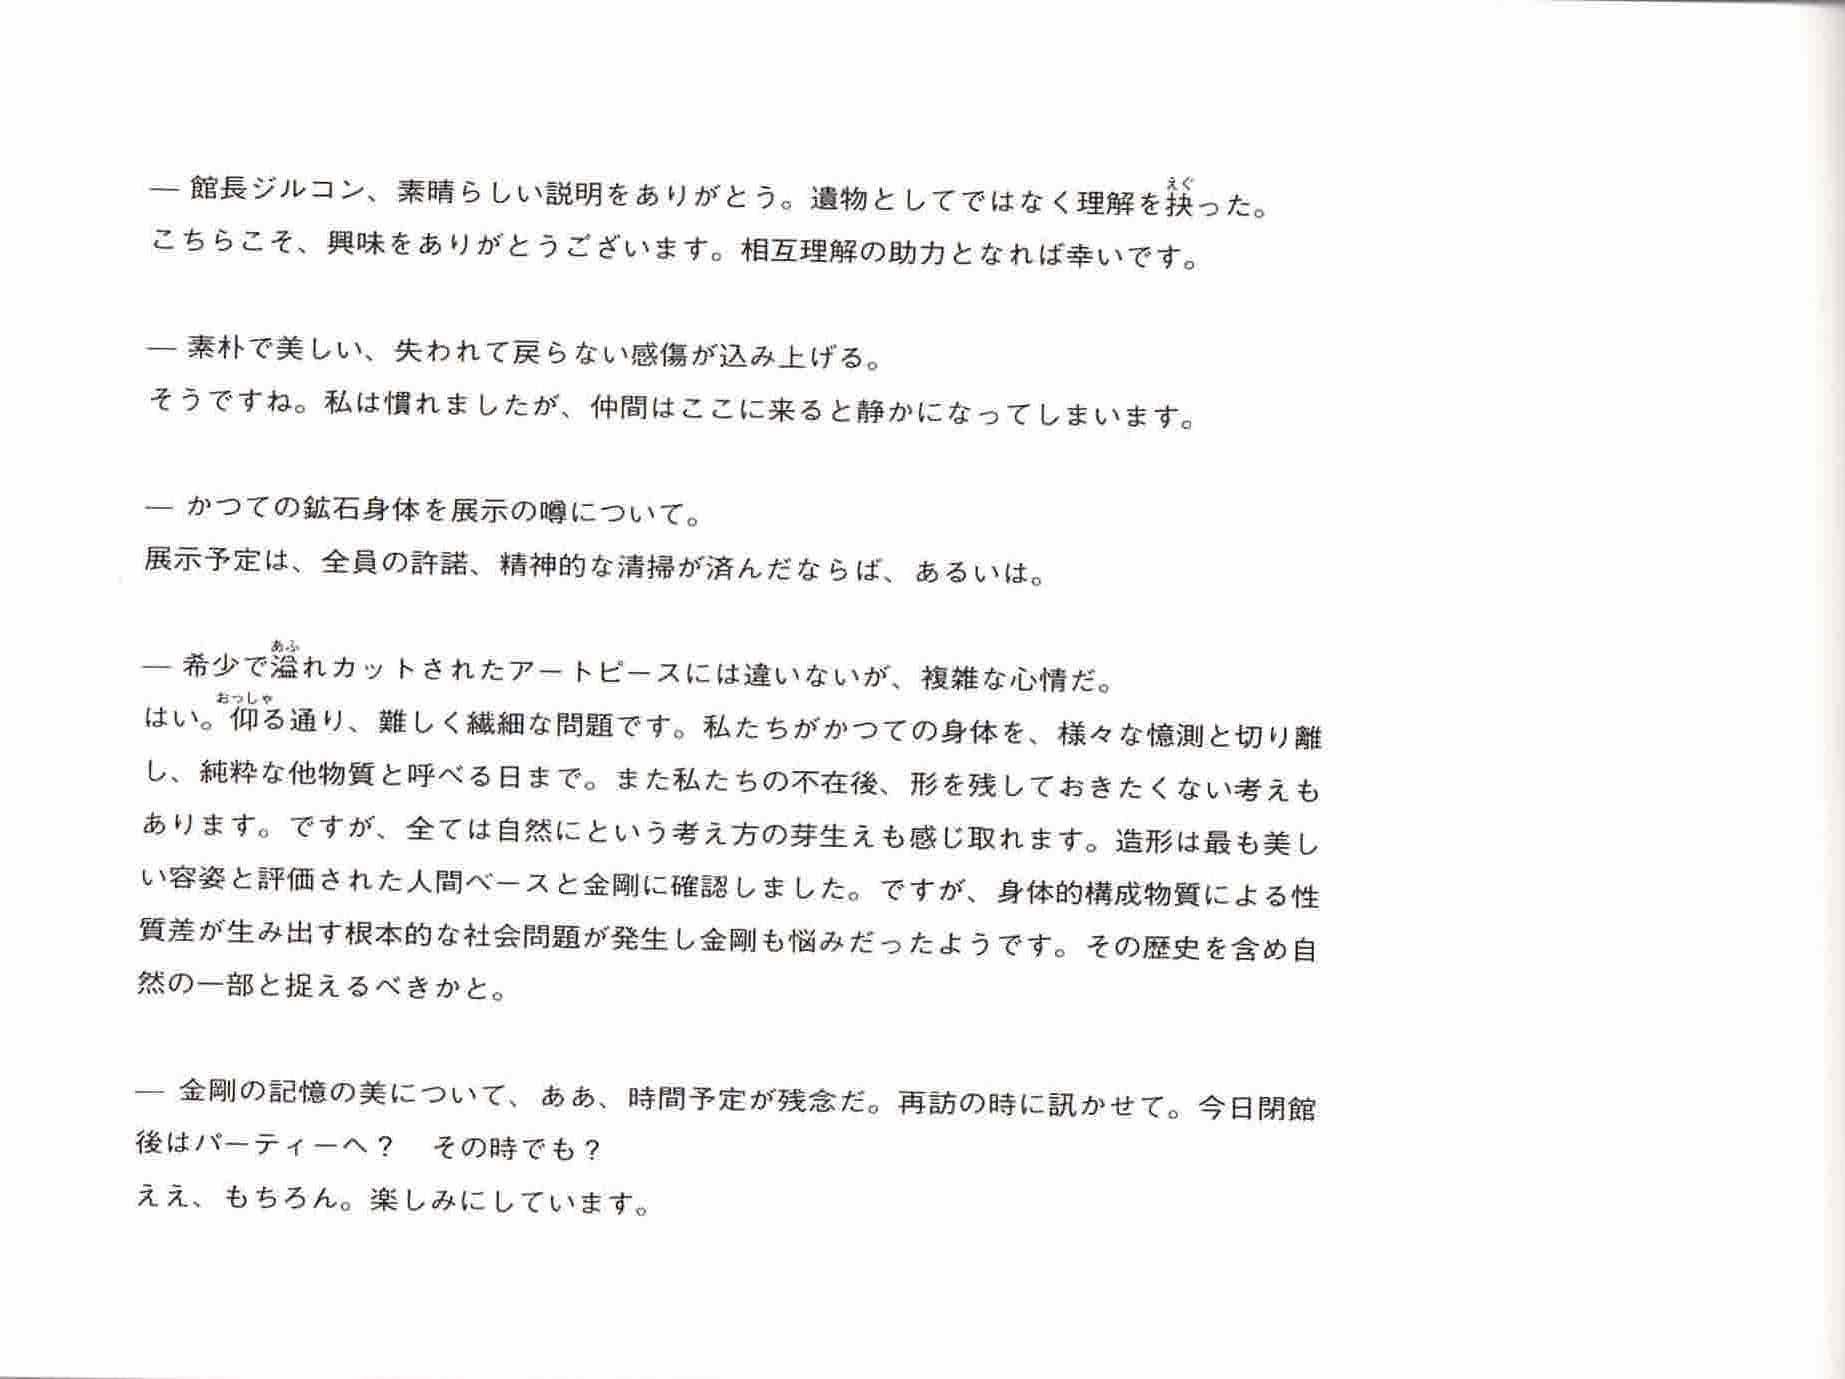 ― 館長ジルコン、素晴らしい説明をありがとう。遺物としてではなく理解を抉った。
えぐ
こちらこそ、興味をありがとうございます。相互理解の助力となれば幸いです。
― 素朴で美しい、失われて戻らない感傷が込み上げる。
そうですね。私は慣れましたが、仲間はここに来ると静かになってしまいます。
― かつての鉱石身体を展示の噂について。
展示予定は、全員の許諾、精神的な清掃が済んだならば、あるいは。
あふ
― 希少で溢れカットされたアートピースには違いないが、複雑な心情だ。
おっしゃ
はい。仰る通り、難しく繊細な問題です。私たちがかつての身体を、様々な憶測と切り離
し、純粋な他物質と呼べる日まで。また私たちの不在後、形を残しておきたくない考えも
あります。ですが、全ては自然にという考え方の芽生えも感じ取れます。造形は最も美し
い容姿と評価された人間ベースと金剛に確認しました。ですが、身体的構成物質による性
質差が生み出す根本的な社会問題が発生し金剛も悩みだったようです。その歴史を含め自
然の一部と捉えるべきかと。
― 金剛の記憶の美について、ああ、時間予定が残念だ。再訪の時に訊かせて。今日閉館
後はパーティーへ？　その時でも？
ええ、もちろん。楽しみにしています。